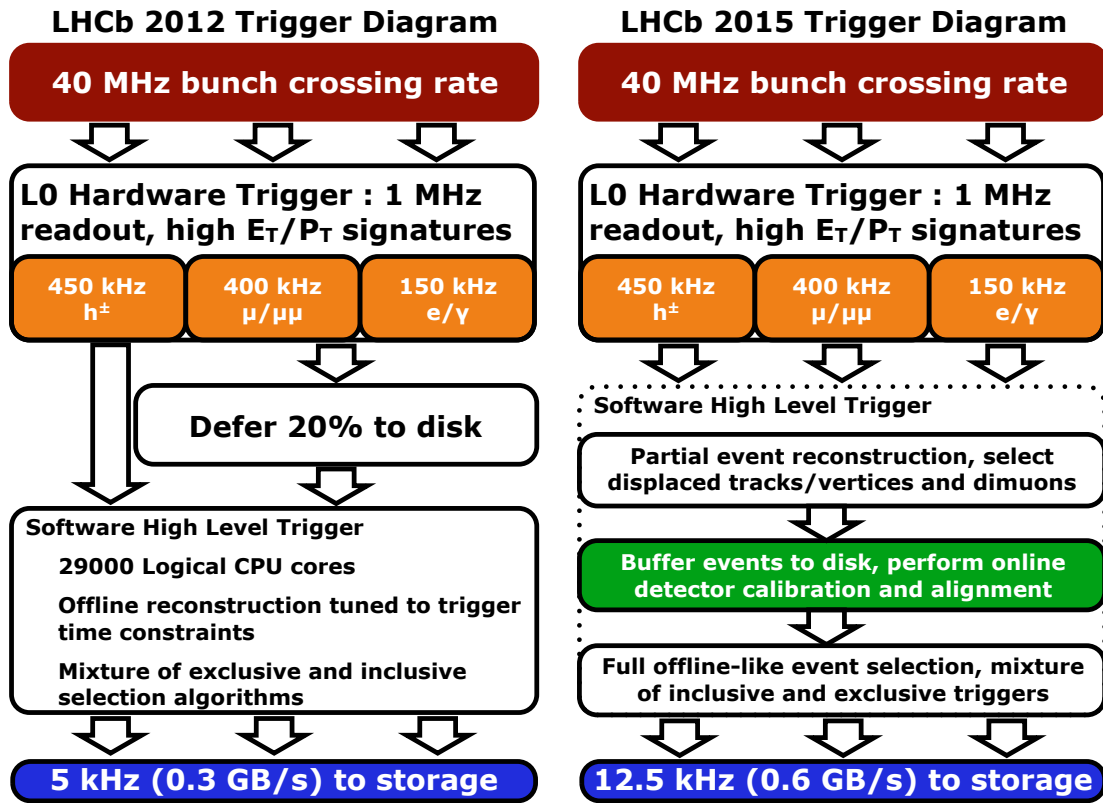 LHCb 2012 Trigger Diagram
40 MHz bunch crossing rate
L0 Hardware Trigger : 1 MHz
readout, high E_T/P_T signatures
450 kHz
h±
400 kHz
µ/µµ
150 kHz
e/γ
Defer 20% to disk
Software High Level Trigger
29000 Logical CPU cores
Offline reconstruction tuned to trigger
time constraints
Mixture of exclusive and inclusive
selection algorithms
5 kHz (0.3 GB/s) to storage
LHCb 2015 Trigger Diagram
40 MHz bunch crossing rate
L0 Hardware Trigger : 1 MHz
readout, high E_T/P_T signatures
450 kHz
h±
400 kHz
µ/µµ
150 kHz
e/γ
Software High Level Trigger
Partial event reconstruction, select
displaced tracks/vertices and dimuons
Buffer events to disk, perform online
detector calibration and alignment
Full offline-like event selection, mixture
of inclusive and exclusive triggers
12.5 kHz (0.6 GB/s) to storage